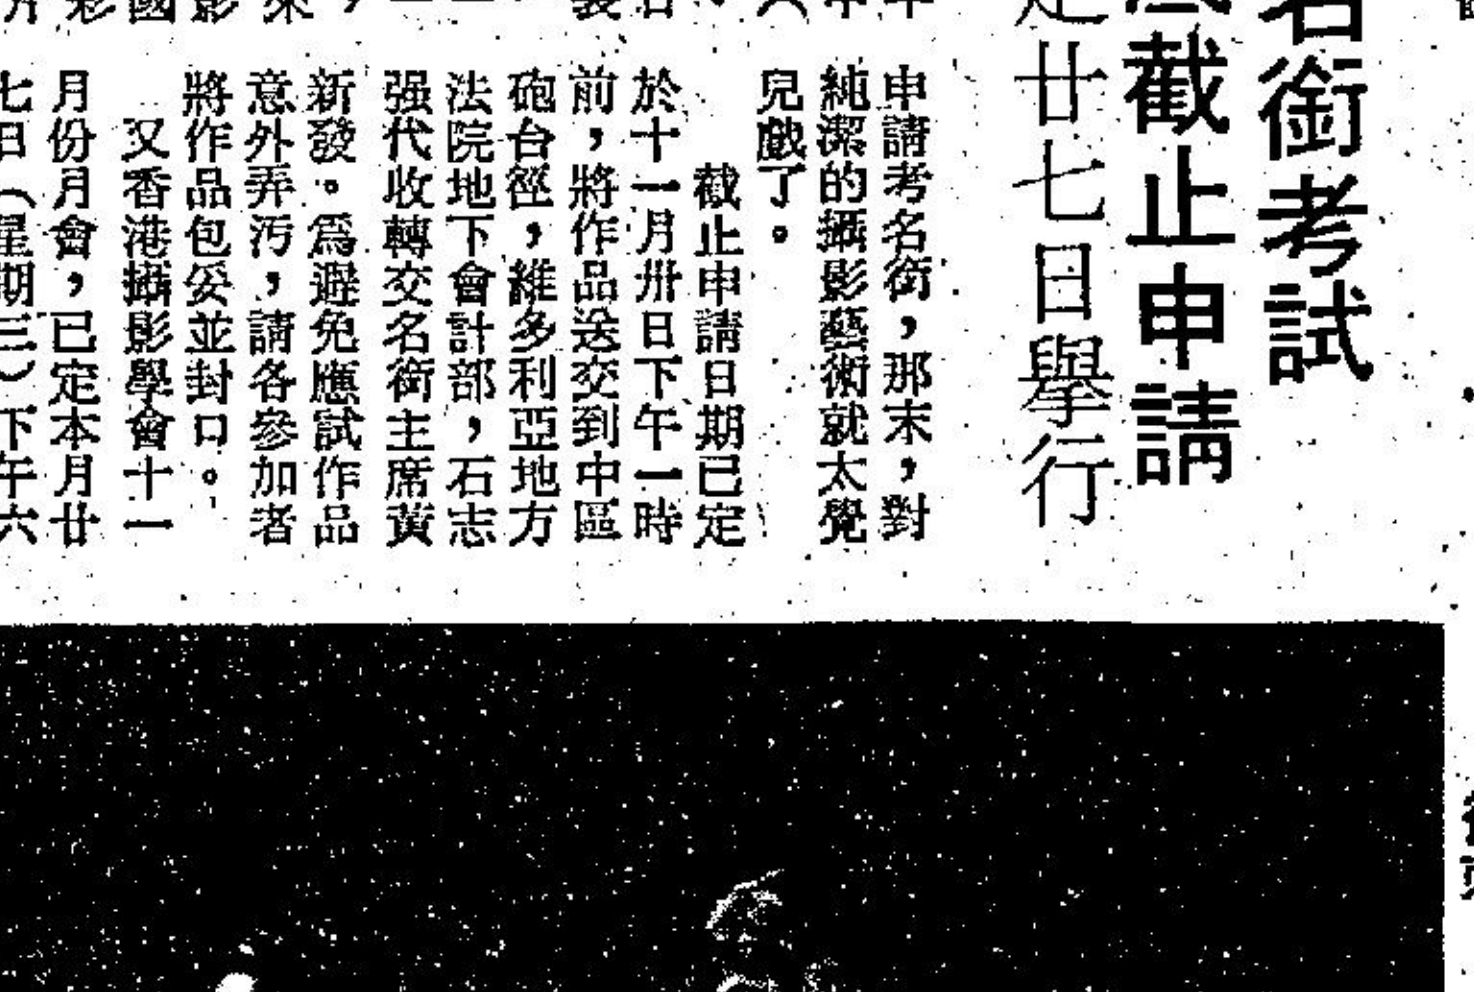 名銜考試
截止申請
定廿七日舉行
申請考名銜，那末，對
純潔的攝影藝術就太覺
兒戲了。
截止申請日期已定
於十一月卅日下午一時
前，將作品送交到中區
砲台徑，維多利亞地方
法院地下會計部，石志
强代收轉交名銜主席黃
新發。爲避免應試作品
意外弄污，請各參加者
將作品包妥並封口。
又香港攝影學會十一
月份月會，已定本月廿
七日（星期三）下午六